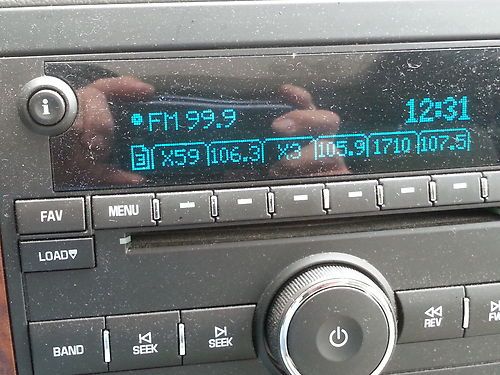 i
FM 99.9 12:31
3 X59 106.3 X3 105.9 1710 107.5
FAV MENU
LOAD
BAND SEEK SEEK REV FW